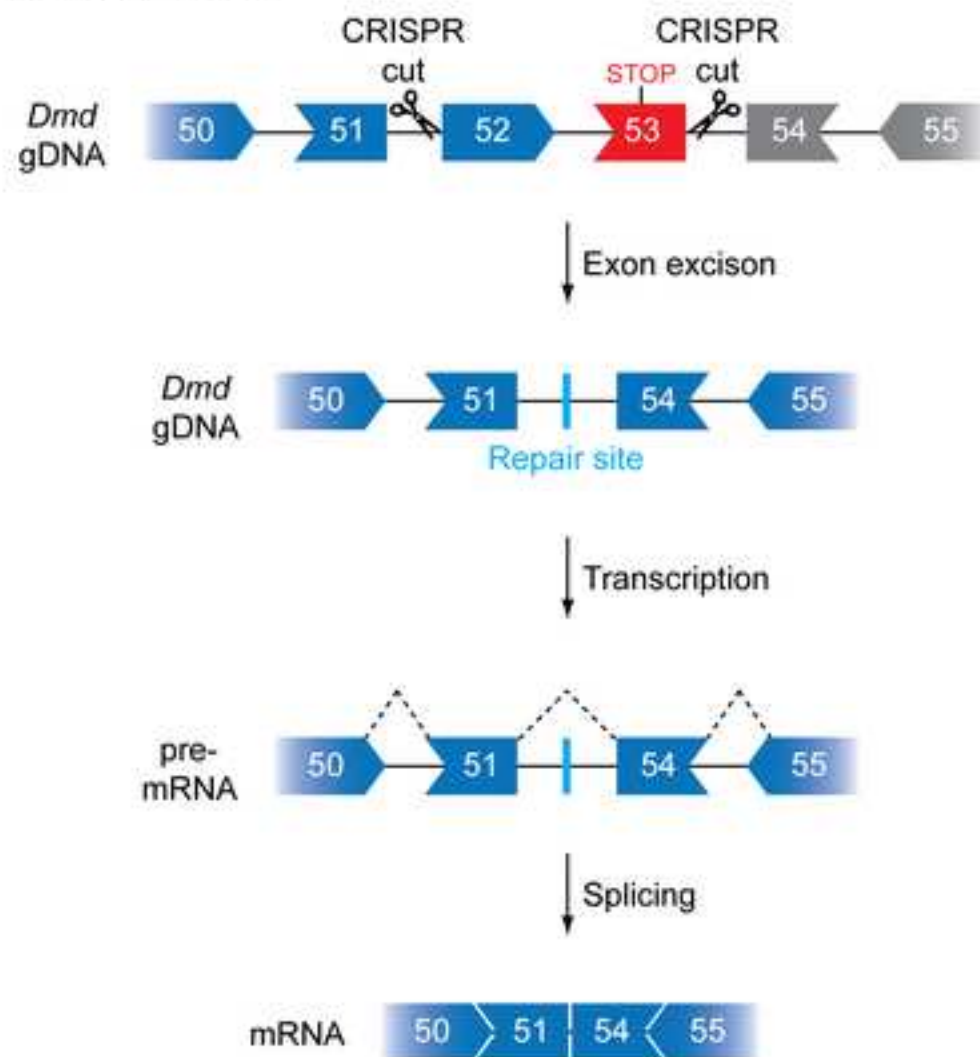 CRISPR cut CRISPR cut
STOP
Dmd gDNA 50 51 52 53 54 55
Exon excison
Dmd gDNA 50 51 54 55
Repair site
Transcription
pre-mRNA 50 51 54 55
Splicing
mRNA 50 51 54 55